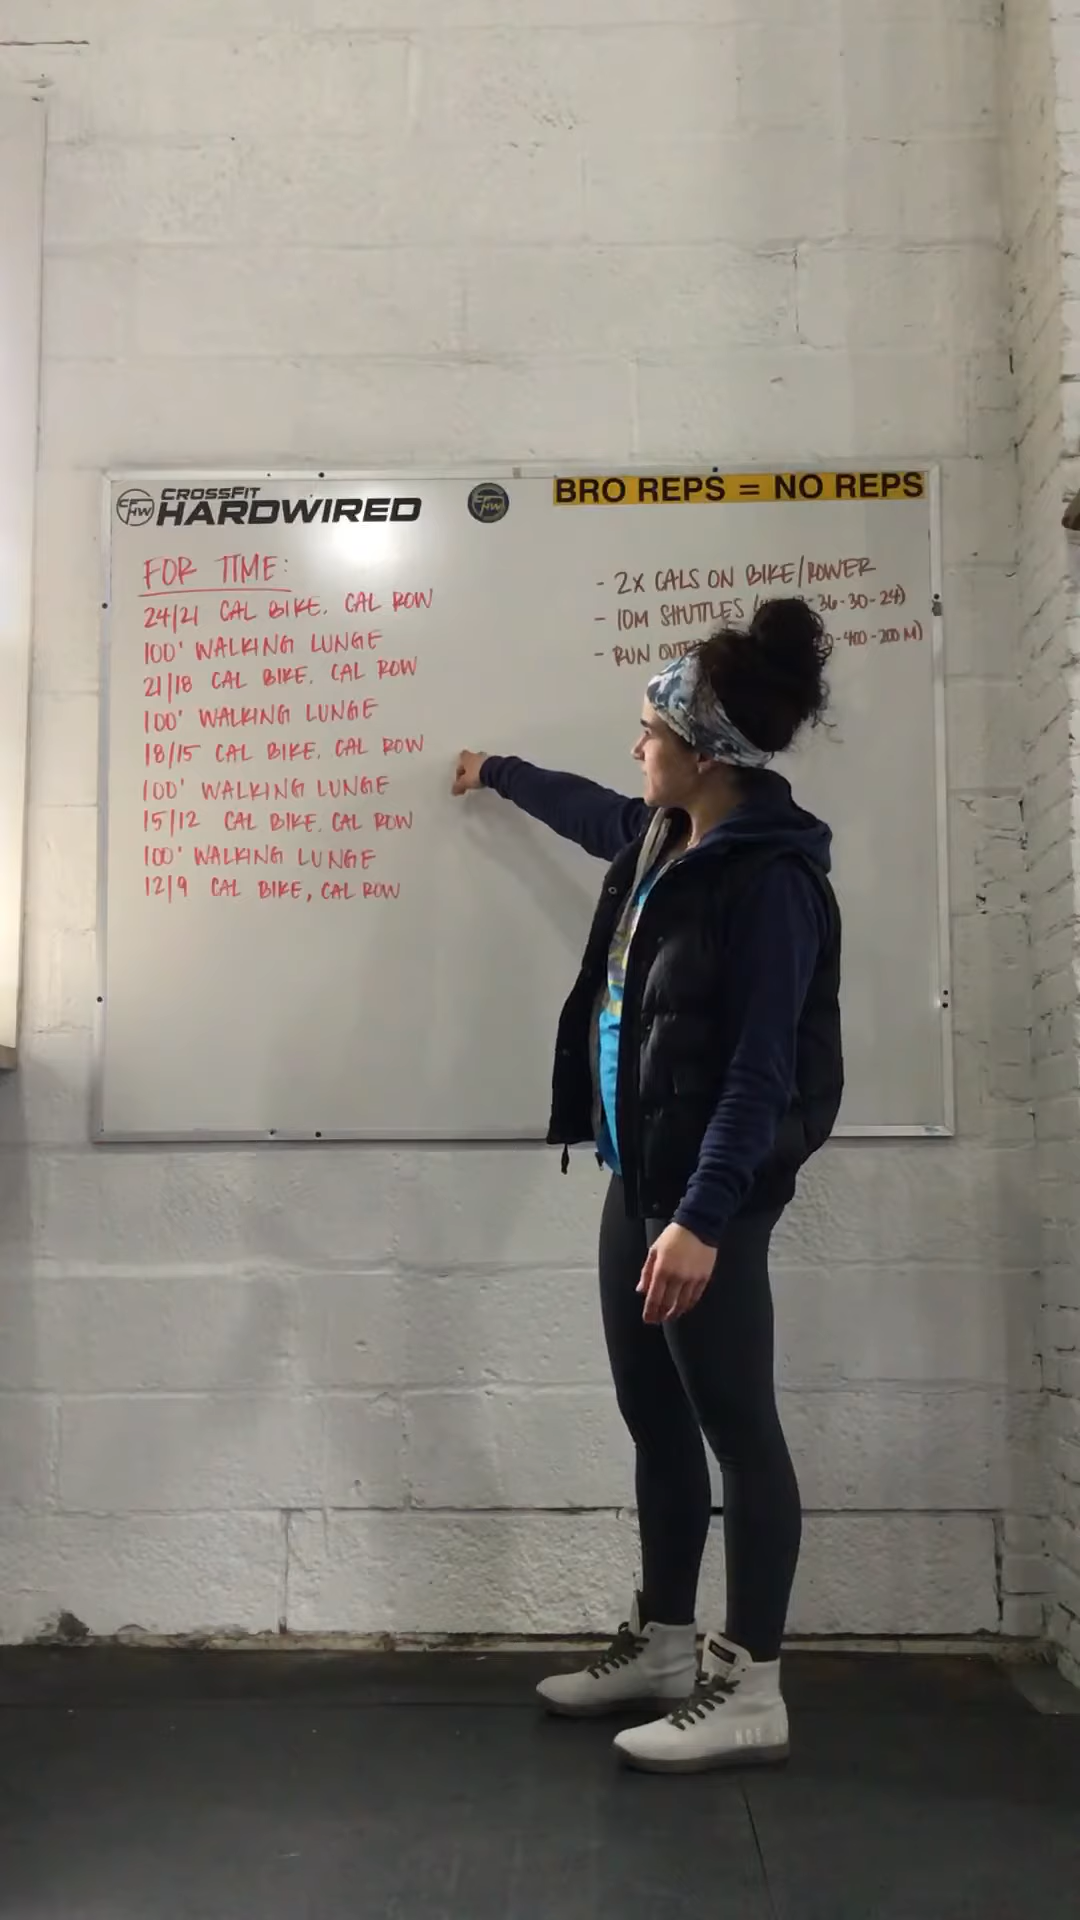 CROSSFIT
HARDWIRED
CFHW
BRO REPS = NO REPS
FOR TIME:
24/21 CAL BIKE, CAL ROW
100' WALKING LUNGE
21/18 CAL BIKE, CAL ROW
100' WALKING LUNGE
18/15 CAL BIKE, CAL ROW
100' WALKING LUNGE
15/12 CAL BIKE, CAL ROW
100' WALKING LUNGE
12/9 CAL BIKE, CAL ROW
- 2X CALS ON BIKE/ROWER
- 10M SHUTTLES 36-30-24)
- RUN -400-200 M)